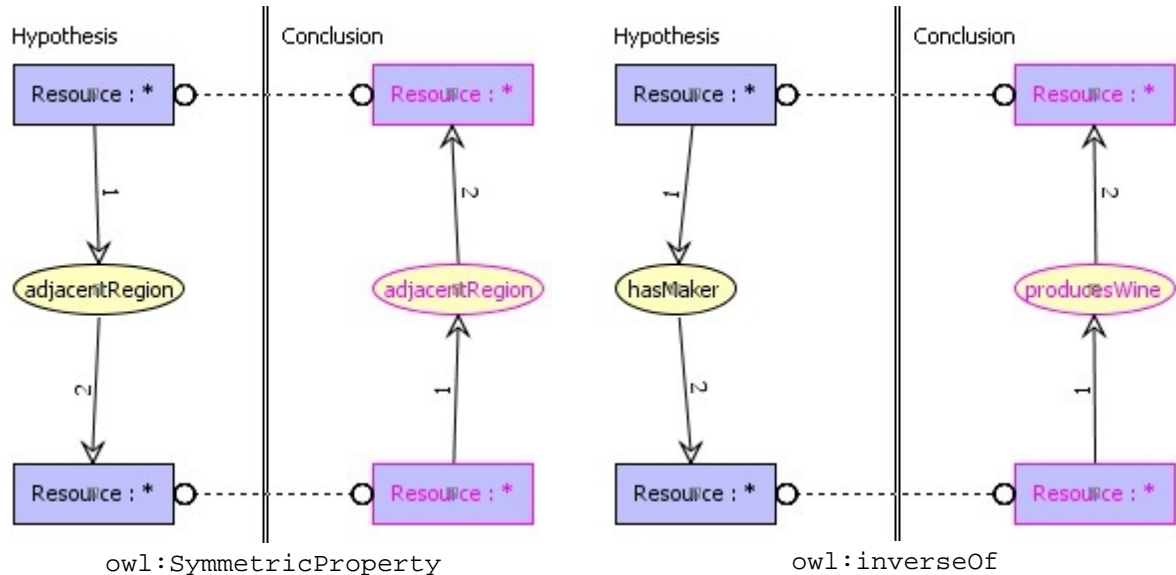 Hypothesis
Conclusion
Resource : *
Resource : *
1
2
adjacentRegion
adjacentRegion
2
1
Resource : *
Resource : *
owl:SymmetricProperty
Hypothesis
Conclusion
Resource : *
Resource : *
1
2
hasMaker
producesWine
2
1
Resource : *
Resource : *
owl:inverseOf